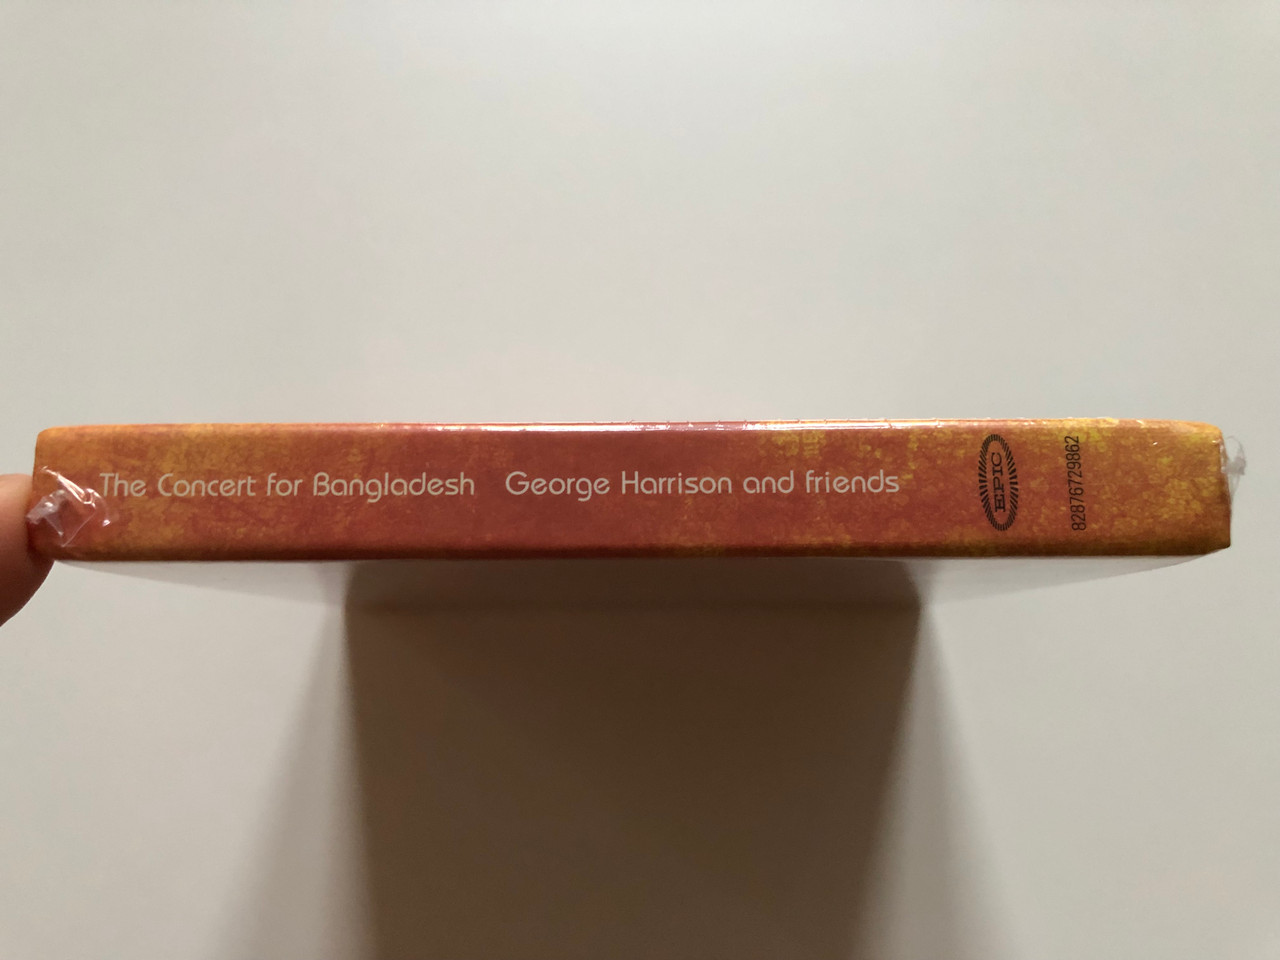 The Concert for Bangladesh George Harrison and friends
EPIC
82876729862